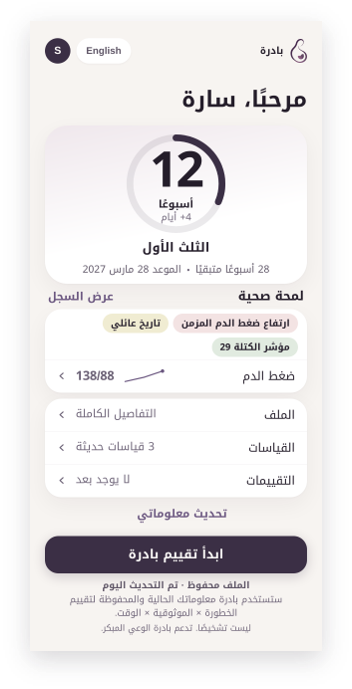 بادرة
English
S
مرحبًا، سارة
12
أسبوعًا
+4 أيام
الثلث الأول
28 أسبوعًا متبقيًا • الموعد 28 مارس 2027
لمحة صحية
عرض السجل
ارتفاع ضغط الدم المزمن
تاريخ عائلي
مؤشر الكتلة 29
ضغط الدم
138/88
الملف
التفاصيل الكاملة
القياسات
3 قياسات حديثة
التقييمات
لا يوجد بعد
تحديث معلوماتي
ابدأ تقييم بادرة
الملف محفوظ · تم التحديث اليوم
ستستخدم بادرة معلوماتك الحالية والمحفوظة لتقييم
الخطورة × الموثوقية × الوقت.
ليست تشخيصًا. تدعم بادرة الوعي المبكر.